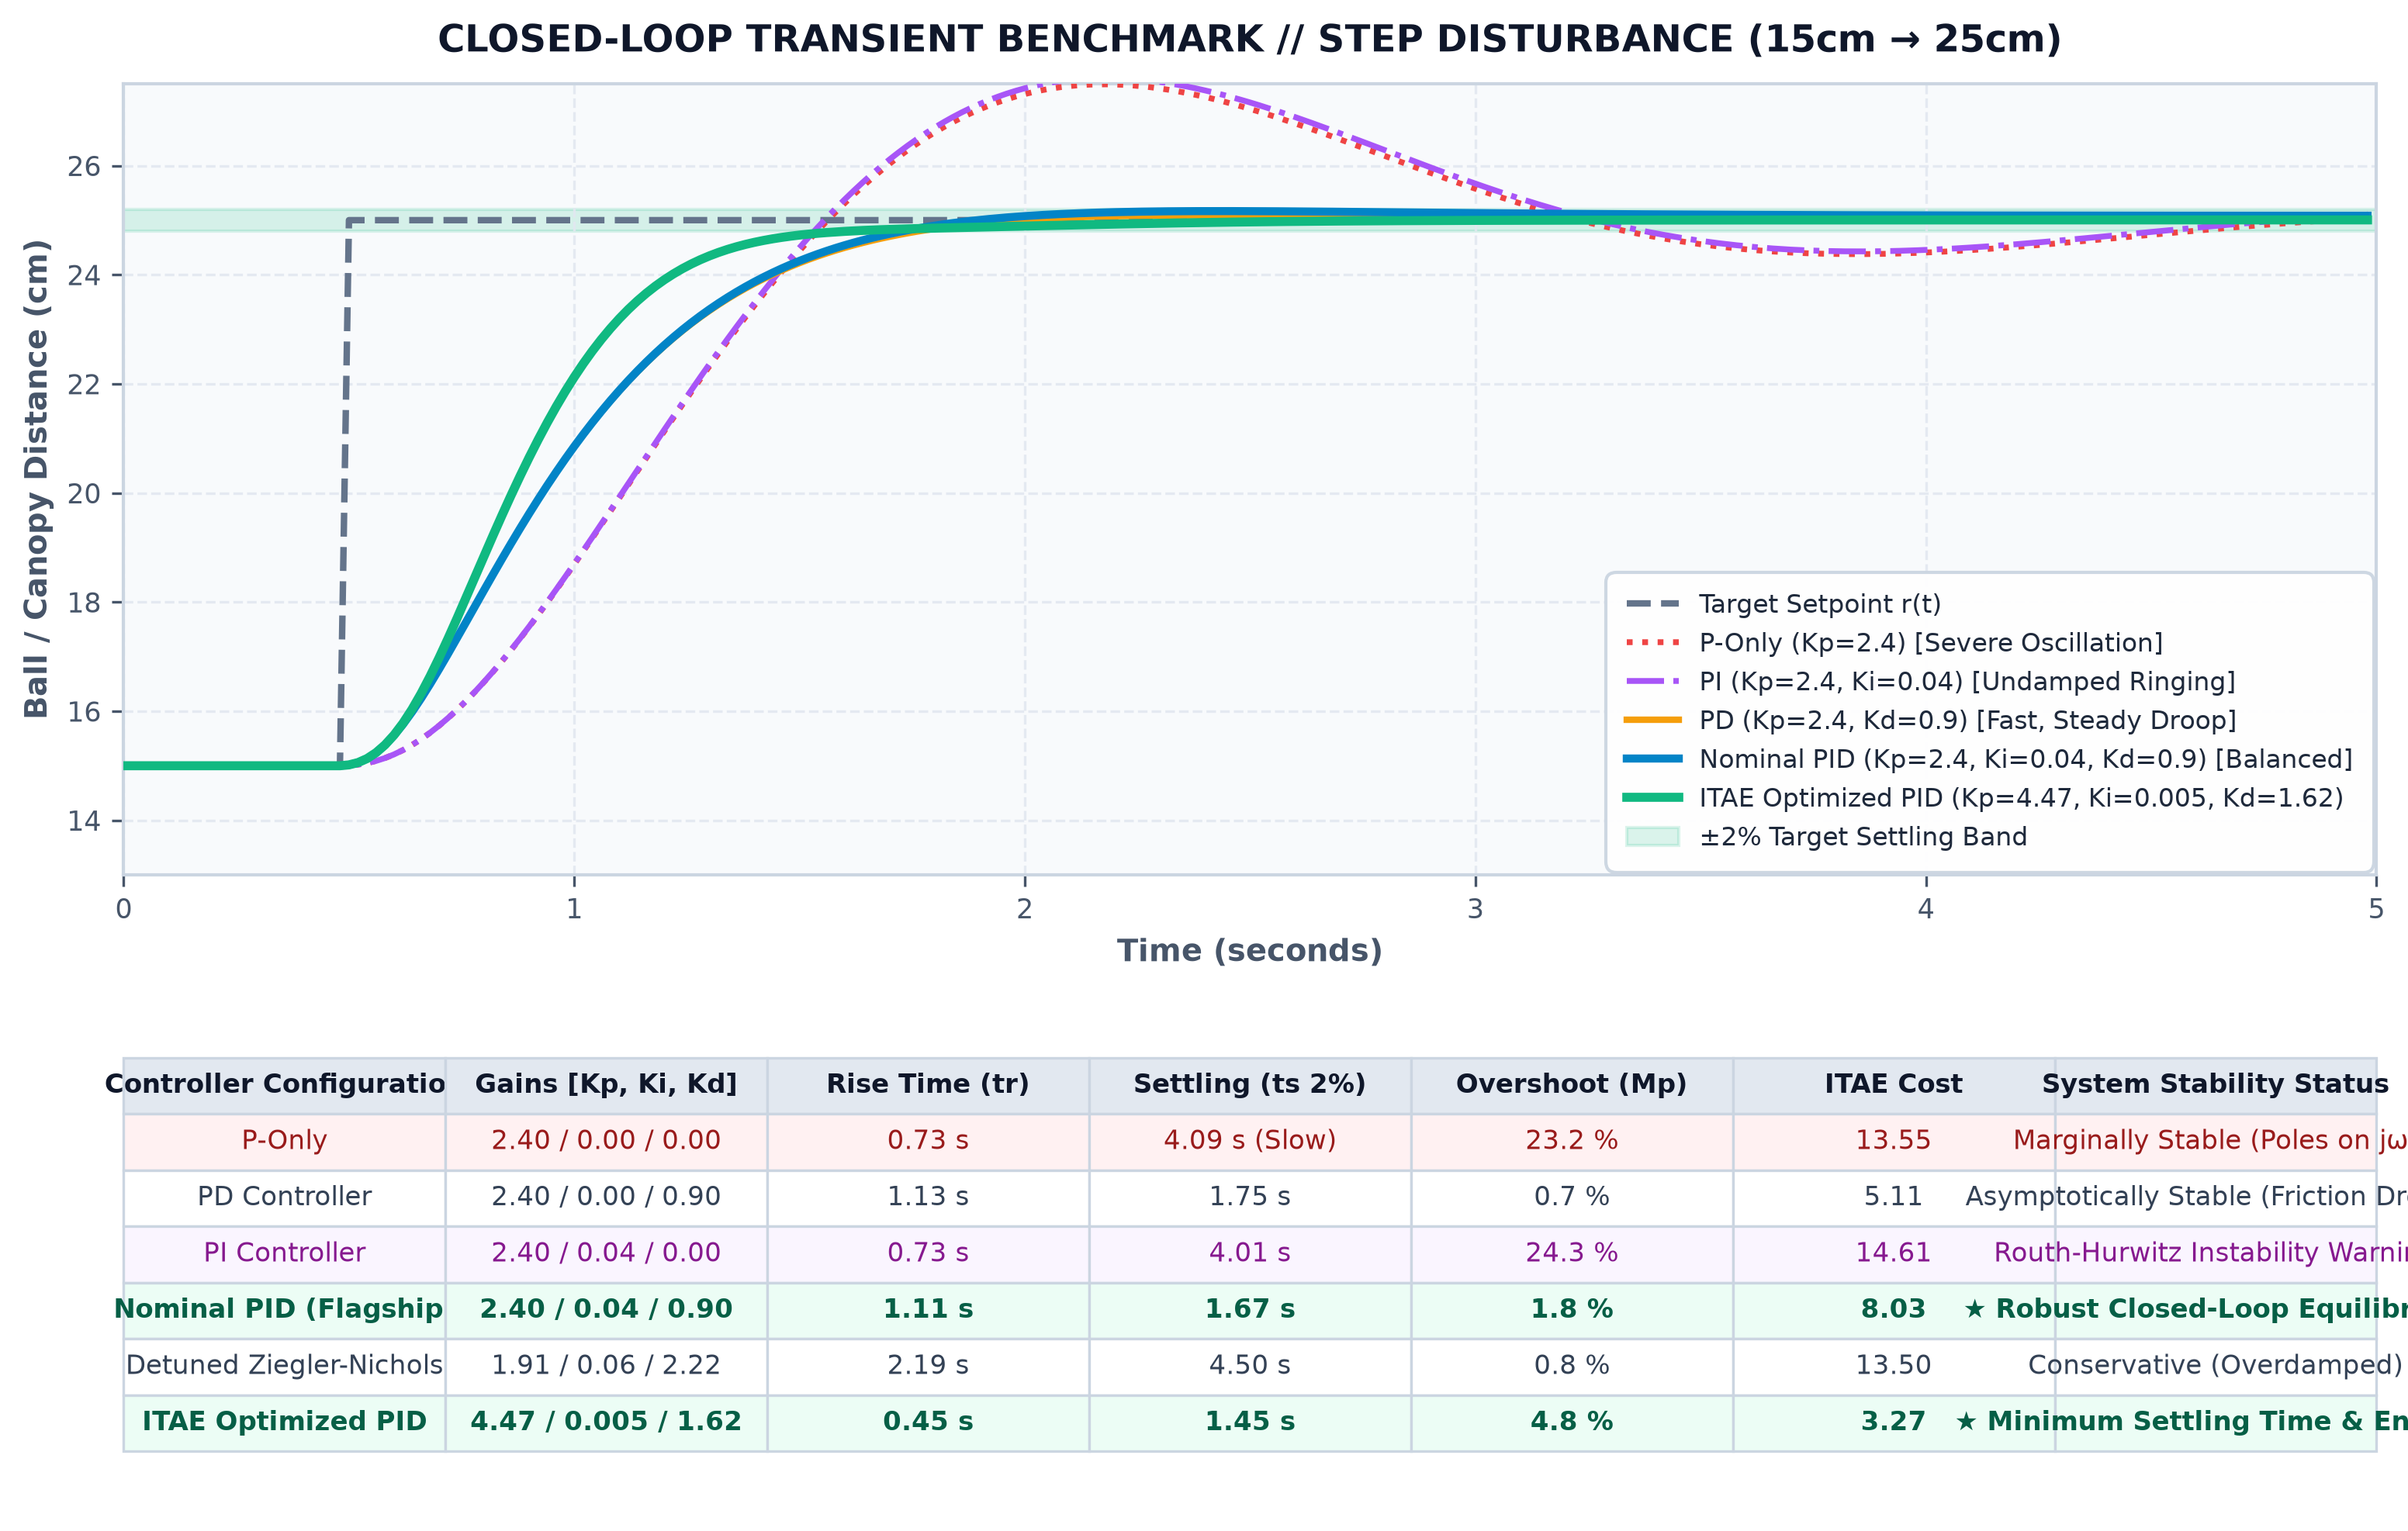 CLOSED-LOOP TRANSIENT BENCHMARK // STEP DISTURBANCE (15cm → 25cm)
Ball / Canopy Distance (cm)
26
24
22
20
18
16
14
Target Setpoint r(t)
P-Only (Kp=2.4) [Severe Oscillation]
PI (Kp=2.4, Ki=0.04) [Undamped Ringing]
PD (Kp=2.4, Kd=0.9) [Fast, Steady Droop]
Nominal PID (Kp=2.4, Ki=0.04, Kd=0.9) [Balanced]
ITAE Optimized PID (Kp=4.47, Ki=0.005, Kd=1.62)
±2% Target Settling Band
0 1 2 3 4 5
Time (seconds)
Controller Configuratio Gains [Kp, Ki, Kd] Rise Time (tr) Settling (ts 2%) Overshoot (Mp) ITAE Cost System Stability Status
P-Only 2.40 / 0.00 / 0.00 0.73 s 4.09 s (Slow) 23.2 % 13.55 Marginally Stable (Poles on jω
PD Controller 2.40 / 0.00 / 0.90 1.13 s 1.75 s 0.7 % 5.11 Asymptotically Stable (Friction Dr
PI Controller 2.40 / 0.04 / 0.00 0.73 s 4.01 s 24.3 % 14.61 Routh-Hurwitz Instability Warni
Nominal PID (Flagship 2.40 / 0.04 / 0.90 1.11 s 1.67 s 1.8 % 8.03 ★ Robust Closed-Loop Equilibr
Detuned Ziegler-Nichols 1.91 / 0.06 / 2.22 2.19 s 4.50 s 0.8 % 13.50 Conservative (Overdamped)
ITAE Optimized PID 4.47 / 0.005 / 1.62 0.45 s 1.45 s 4.8 % 3.27 ★ Minimum Settling Time & En